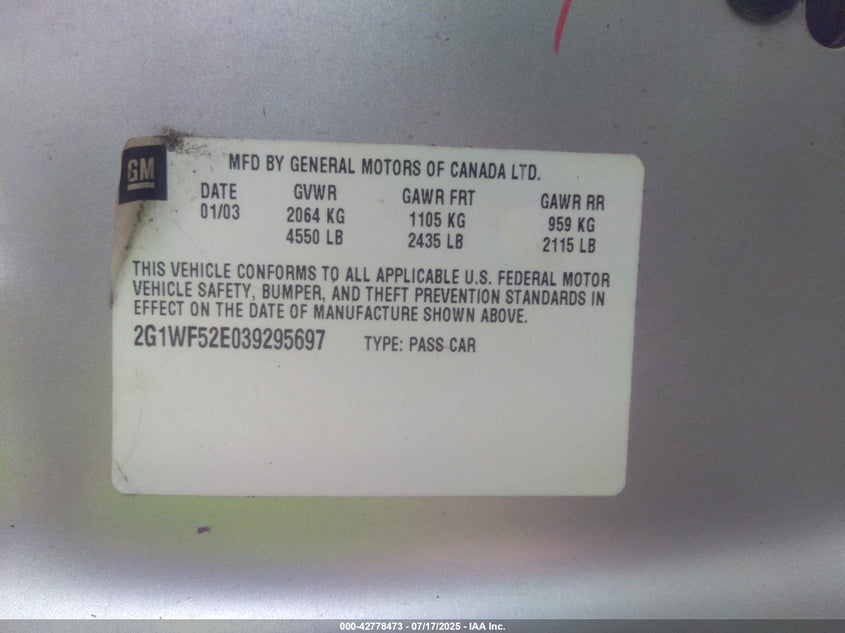 GM
MFD BY GENERAL MOTORS OF CANADA LTD.
DATE GVWR GAWR FRT GAWR RR
01/03 2064 KG 1105 KG 959 KG
4550 LB 2435 LB 2115 LB
THIS VEHICLE CONFORMS TO ALL APPLICABLE U.S. FEDERAL MOTOR
VEHICLE SAFETY, BUMPER, AND THEFT PREVENTION STANDARDS IN
EFFECT ON THE DATE OF MANUFACTURE SHOWN ABOVE.
2G1WF52E039295697 TYPE: PASS CAR
000-42778473 - 07/17/2025 - IAA Inc.